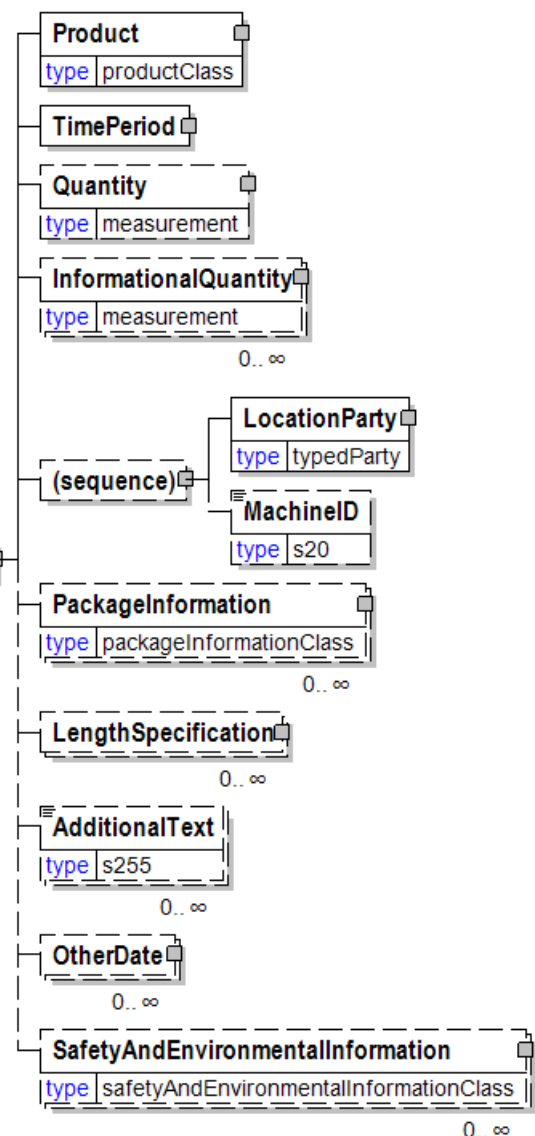 Product
type productClass
TimePeriod
Quantity
type measurement
InformationalQuantity
type measurement
0.. ∞
LocationParty
type typedParty
(sequence)
MachineID
type s20
PackageInformation
type packageInformationClass
0.. ∞
LengthSpecification
0.. ∞
AdditionalText
type s255
0.. ∞
OtherDate
0.. ∞
SafetyAndEnvironmentalInformation
type safetyAndEnvironmentalInformationClass
0.. ∞